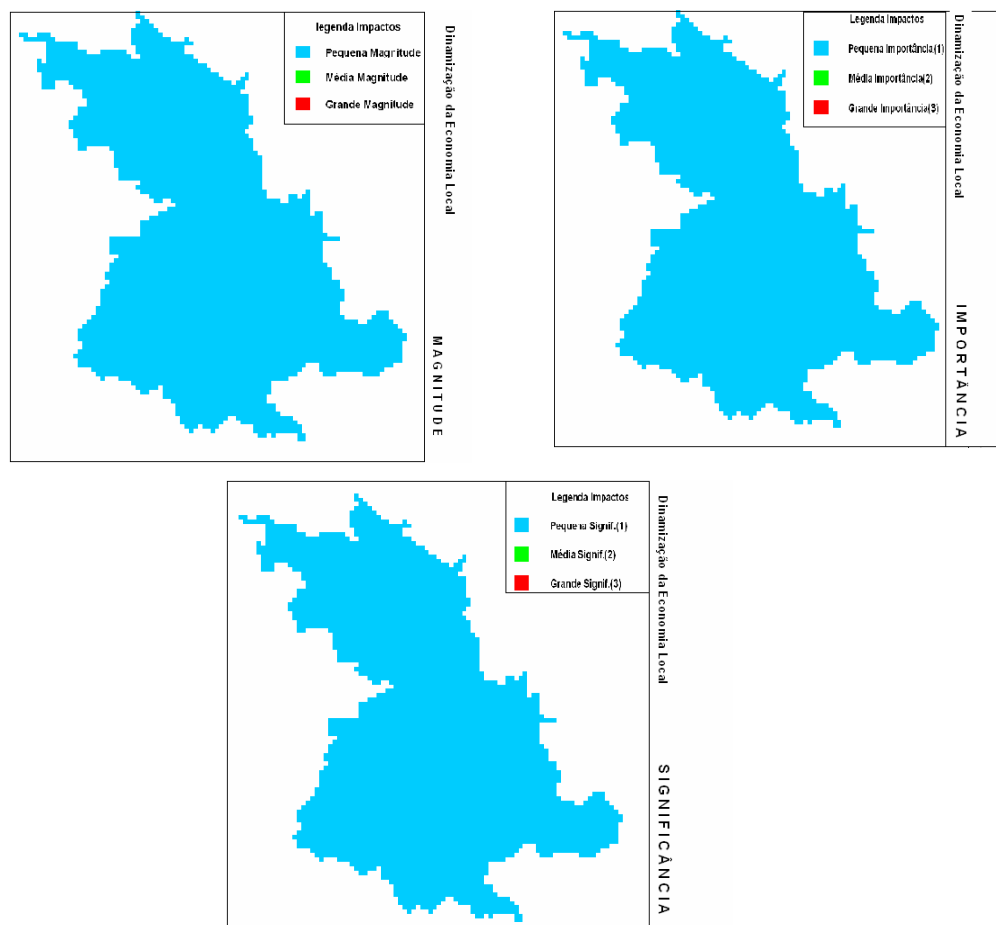 legenda Impactos
Pequena Magnitude
Média Magnitude
Grande Magnitude
Dinamização da Economia Local
MAGNITUDE
Legenda Impactos
Pequena Importância(1)
Média Importância(2)
Grande Importância(3)
Dinamização da Economia Local
IMPORTÂNCIA
Legenda Impactos
Pequena Signif.(1)
Média Signif.(2)
Grande Signif.(3)
Dinamização da Economia Local
SIGNIFICÂNCIA